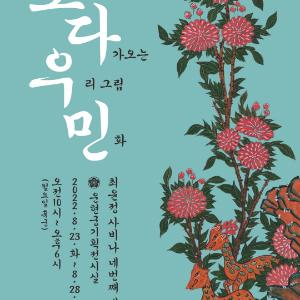 다
가오는
우
리 그림
민
화
최윤정 사비나 네번째
운현궁기획전시실
2022.8.23.화~8.28.
오전10시~오후6시
(월요일 휴관)